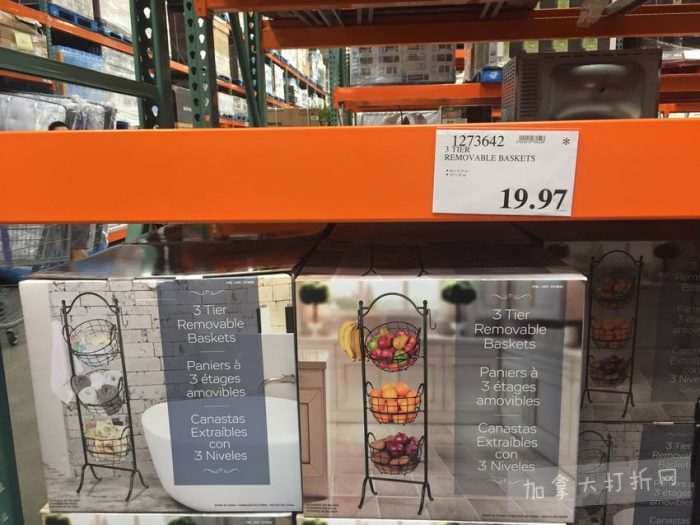 1273642 *
3 TIER
REMOVABLE BASKETS
19.97
3 Tier
Removable
Baskets
Paniers à
3 étages
amovibles
Canastas
Extraíbles
con
3 Niveles
3 Tier
Removable
Baskets
Paniers à
3 étages
amovibles
Canastas
Extraíbles
con
3 Niveles
加拿大打折网